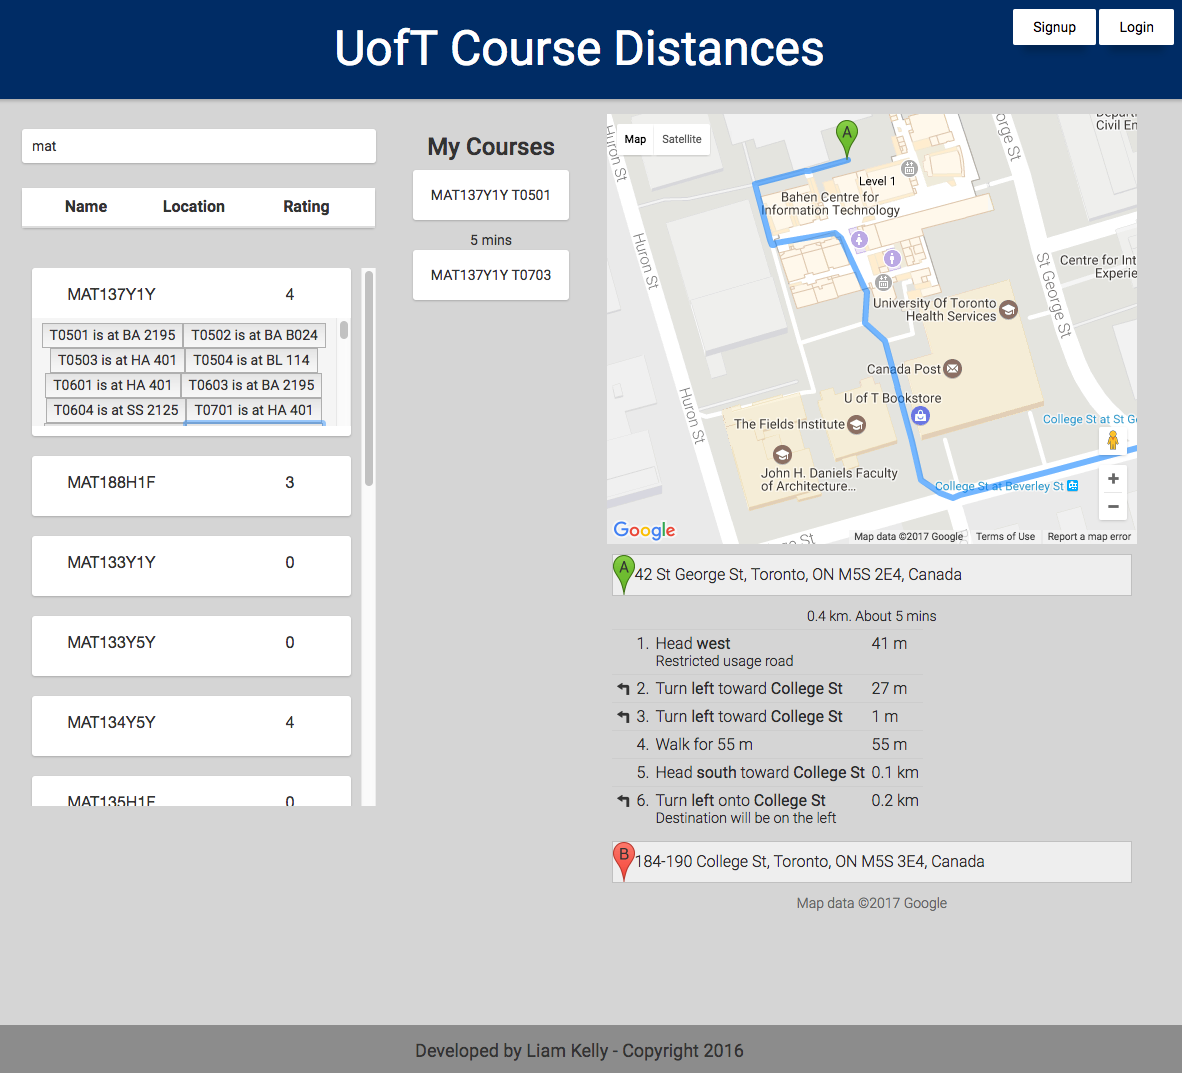 UofT Course Distances
Signup
Login
mat
Name Location Rating
MAT137Y1Y 4
T0501 is at BA 2195 T0502 is at BA B024
T0503 is at HA 401 T0504 is at BL 114
T0601 is at HA 401 T0603 is at BA 2195
T0604 is at SS 2125 T0701 is at HA 401
MAT188H1F 3
MAT133Y1Y 0
MAT133Y5Y 0
MAT134Y5Y 4
MAT135H1F 0
My Courses
MAT137Y1Y T0501
5 mins
MAT137Y1Y T0703
Map Satellite
A
Huron St
Huron St
Huron St
George St
St George St
Civil En
Level 1
Bahen Centre for
Information Technology
Centre for Int
Experie
University Of Toronto
Health Services
Canada Post
U of T Bookstore
The Fields Institute
College St at St G
John H. Daniels Faculty
of Architecture...
College St at Beverley St
+
−
Google
Map data ©2017 Google Terms of Use Report a map error
A
42 St George St, Toronto, ON M5S 2E4, Canada
0.4 km. About 5 mins
1. Head west 41 m
Restricted usage road
2. Turn left toward College St 27 m
3. Turn left toward College St 1 m
4. Walk for 55 m 55 m
5. Head south toward College St 0.1 km
6. Turn left onto College St 0.2 km
Destination will be on the left
B
184-190 College St, Toronto, ON M5S 3E4, Canada
Map data ©2017 Google
Developed by Liam Kelly - Copyright 2016